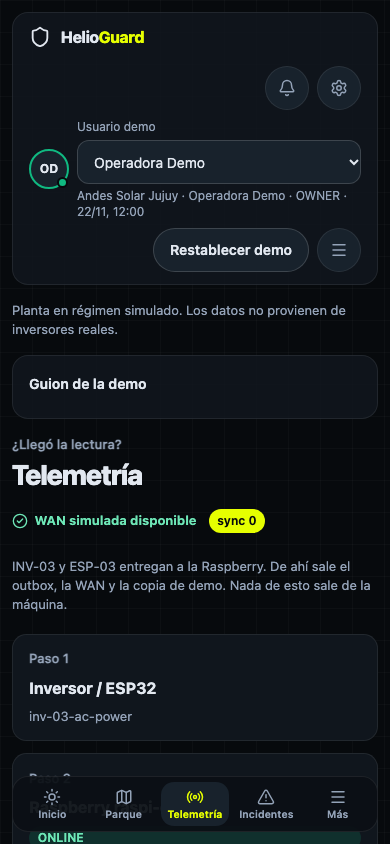 HelioGuard
Usuario demo
OD
Operadora Demo
Andes Solar Jujuy · Operadora Demo · OWNER ·
22/11, 12:00
Restablecer demo
Planta en régimen simulado. Los datos no provienen de
inversores reales.
Guion de la demo
¿Llegó la lectura?
Telemetría
WAN simulada disponible
sync 0
INV-03 y ESP-03 entregan a la Raspberry. De ahí sale el
outbox, la WAN y la copia de demo. Nada de esto sale de la
máquina.
Paso 1
Inversor / ESP32
inv-03-ac-power
Paso 2
Inicio
Parque
Telemetría
Incidentes
Más
ONLINE